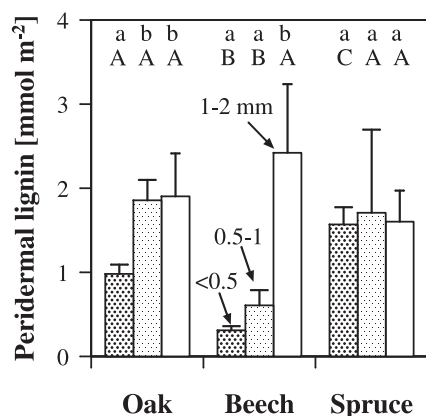 Peridermal lignin [mmol m⁻²]
4
3
2
1
0
a b b a a b a a a
A A A B B A C A A
1-2 mm
0.5-1
<0.5
Oak Beech Spruce